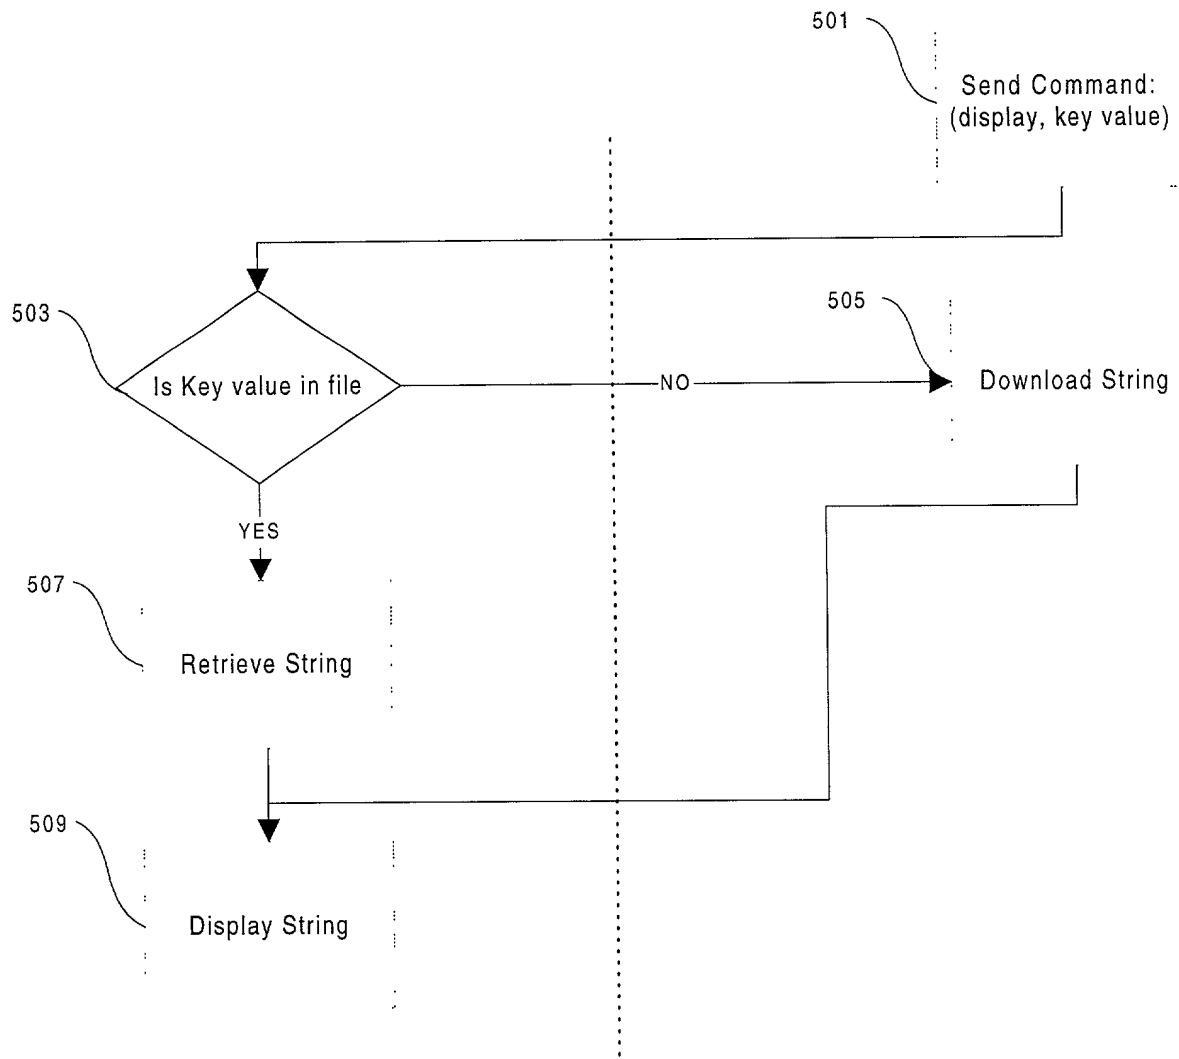 501
Send Command:
(display, key value)
503
Is Key value in file
NO
505
Download String
YES
507
Retrieve String
509
Display String